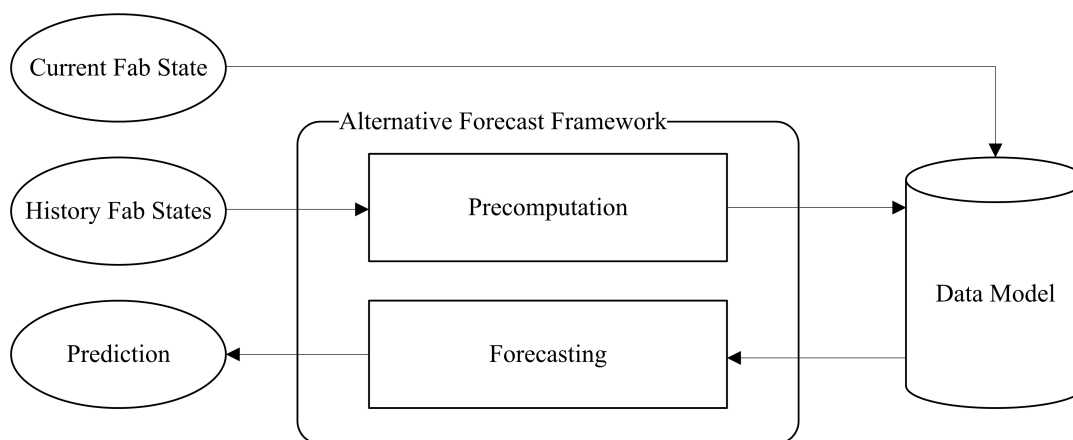 Current Fab State
Alternative Forecast Framework
History Fab States
Precomputation
Data Model
Prediction
Forecasting